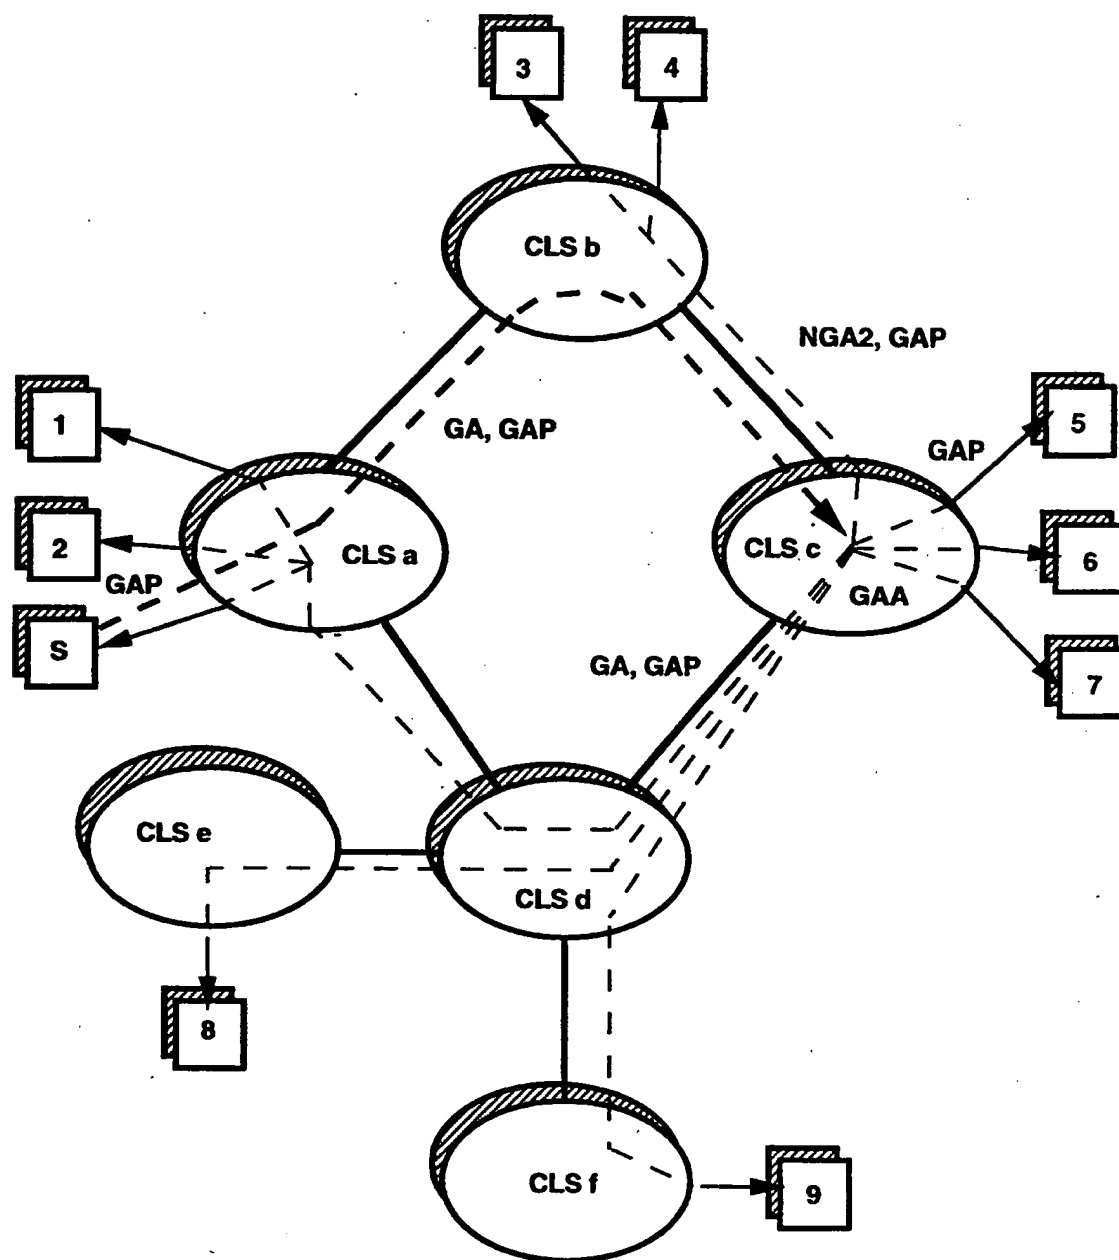 3
4
CLS b
NGA2, GAP
1
GA, GAP
GAP
5
2
CLS a
CLS c
6
GAP
GAA
S
GA, GAP
7
CLS e
CLS d
8
CLS f
9